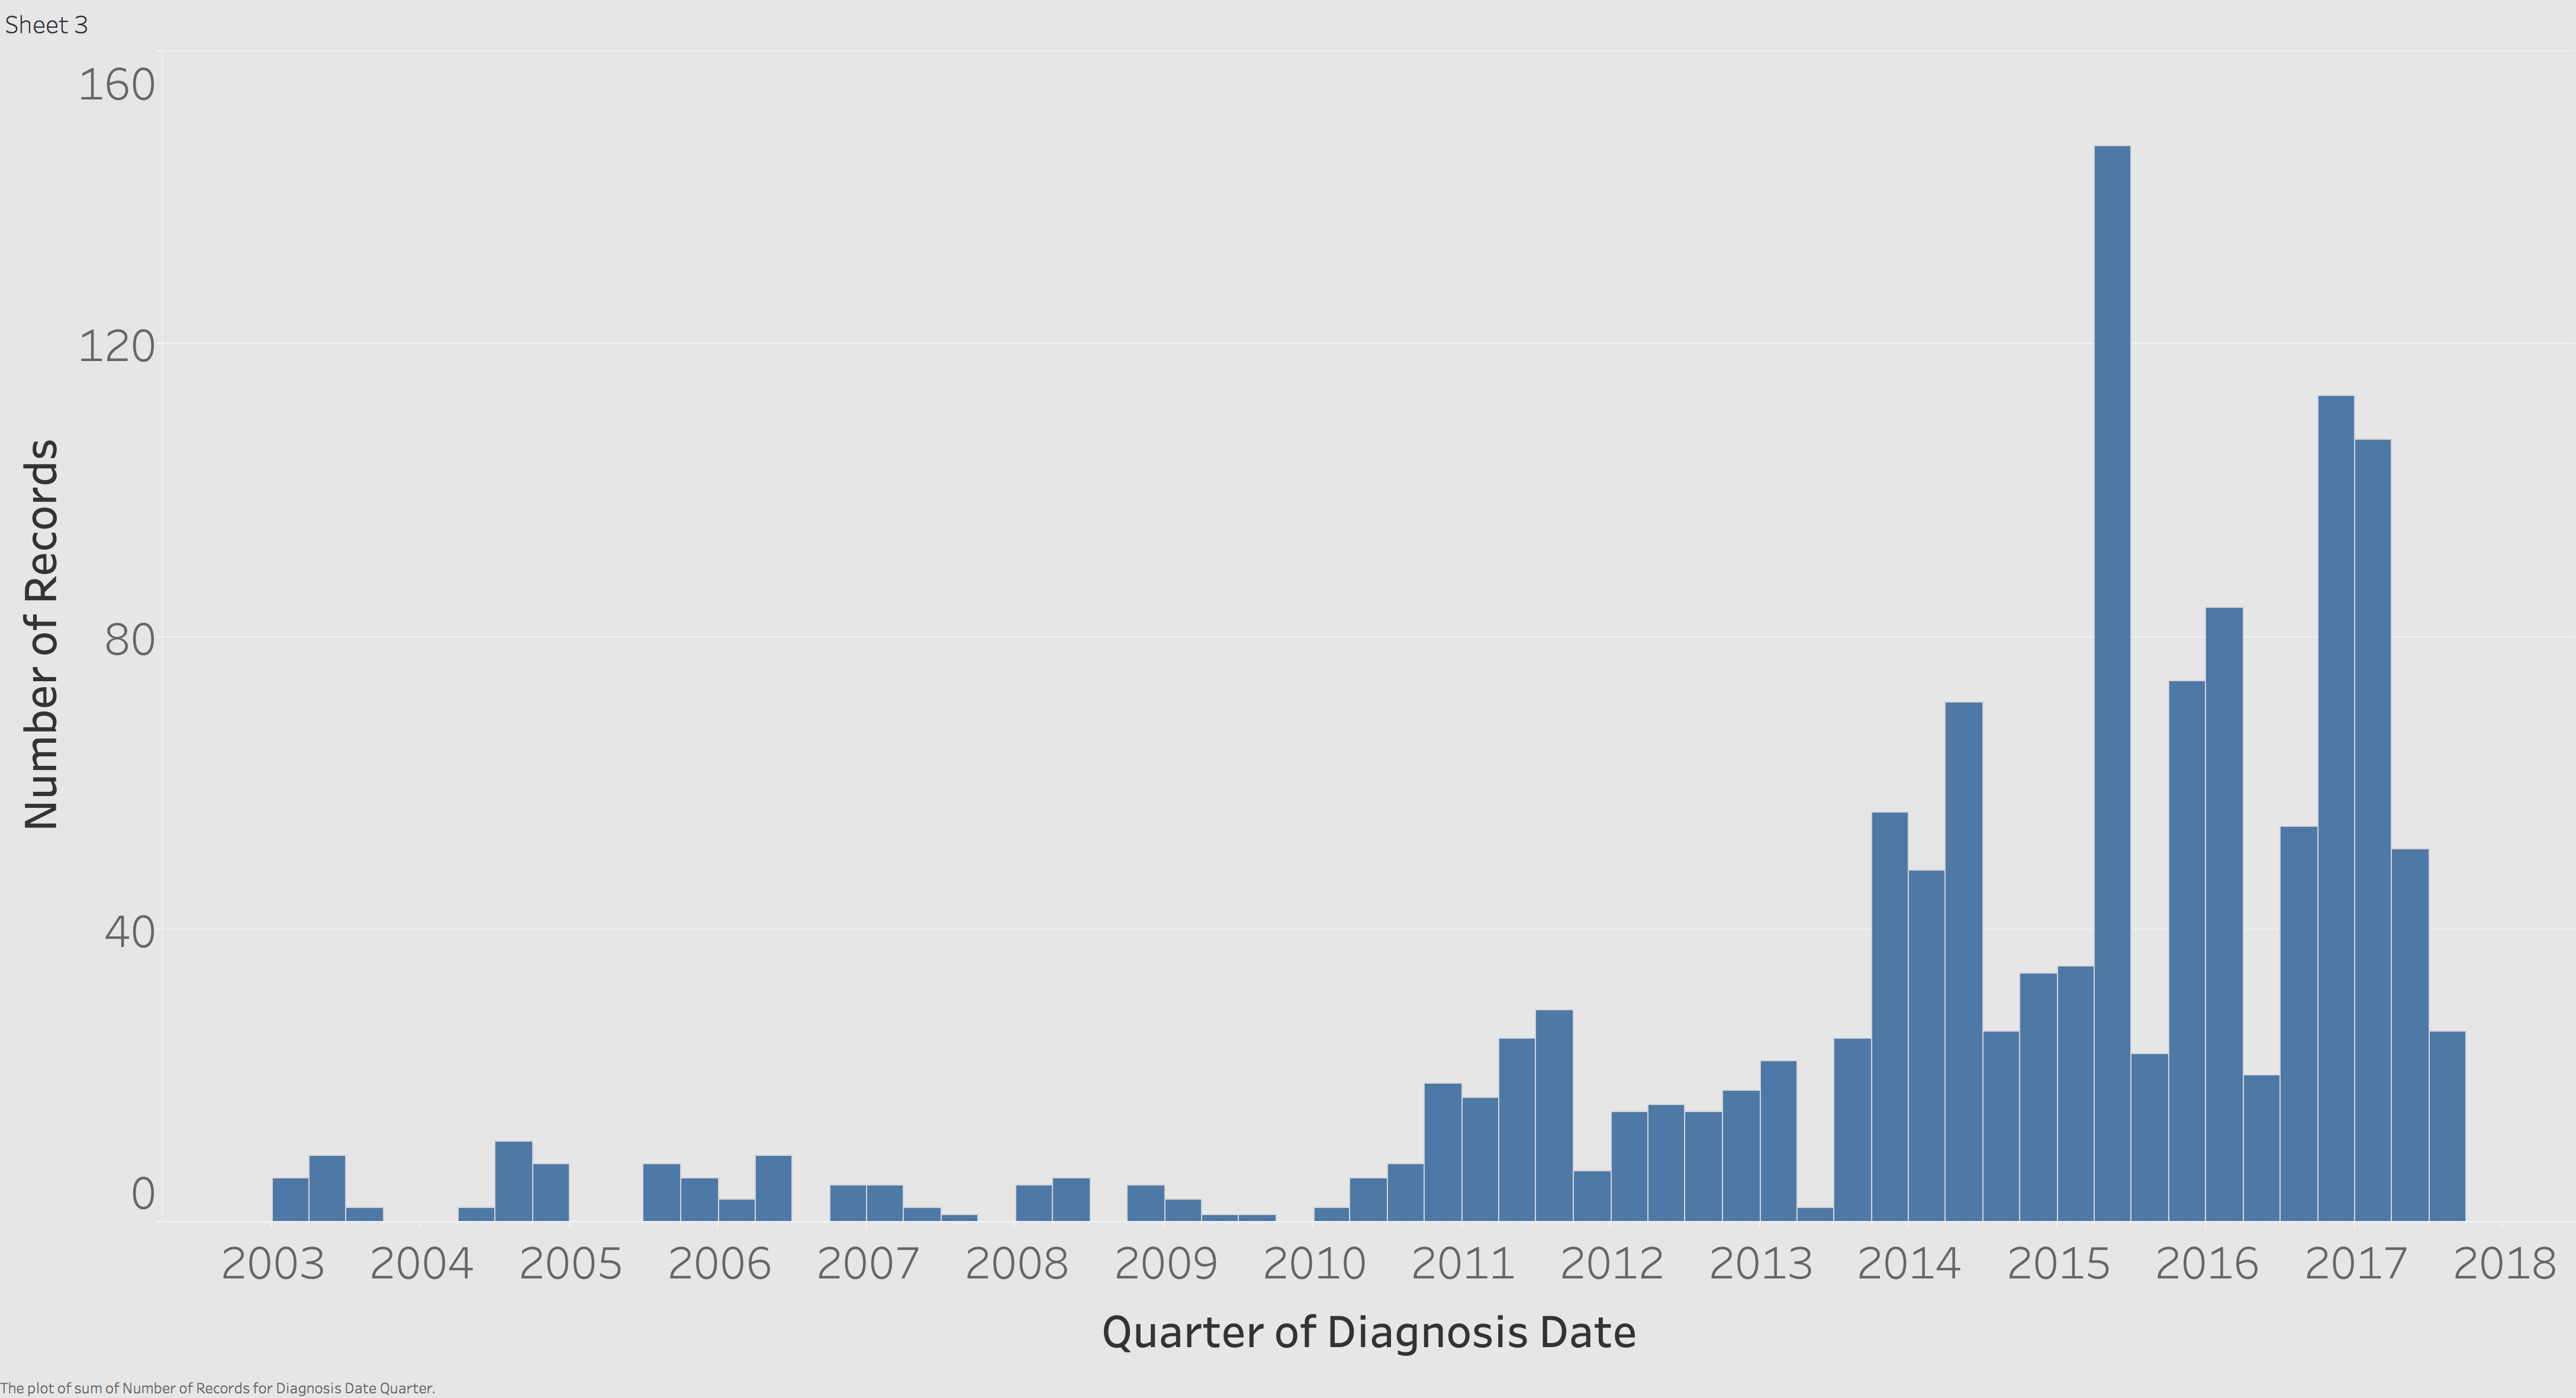 Sheet 3
160
120
80
40
0
Number of Records
2003 2004 2005 2006 2007 2008 2009 2010 2011 2012 2013 2014 2015 2016 2017 2018
Quarter of Diagnosis Date
The plot of sum of Number of Records for Diagnosis Date Quarter.